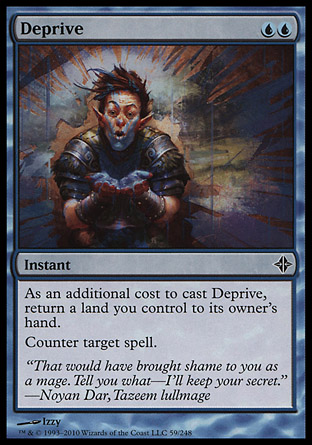 Deprive
Instant
As an additional cost to cast Deprive,
return a land you control to its owner's
hand.
Counter target spell.
"That would have brought shame to you as
a mage. Tell you what—I'll keep your secret."
—Noyan Dar, Tazeem lullmage
Izzy
™ & © 1993–2010 Wizards of the Coast LLC 59/248